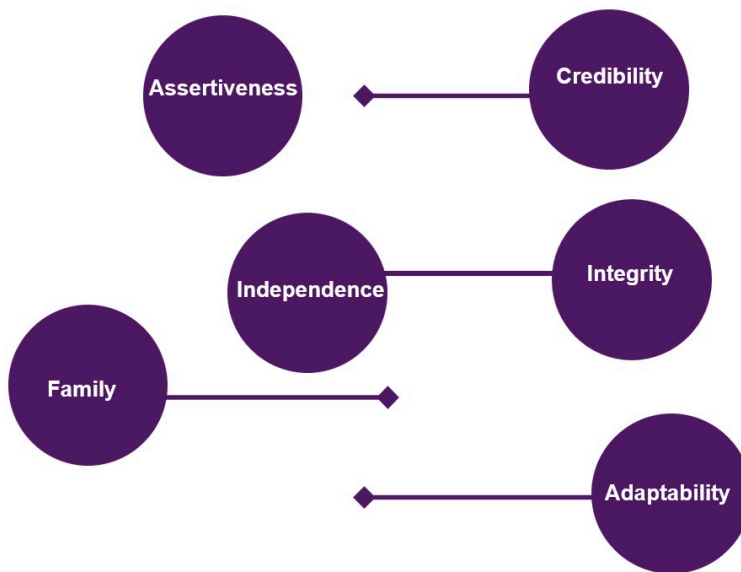 Assertiveness
Credibility
Independence
Integrity
Family
Adaptability